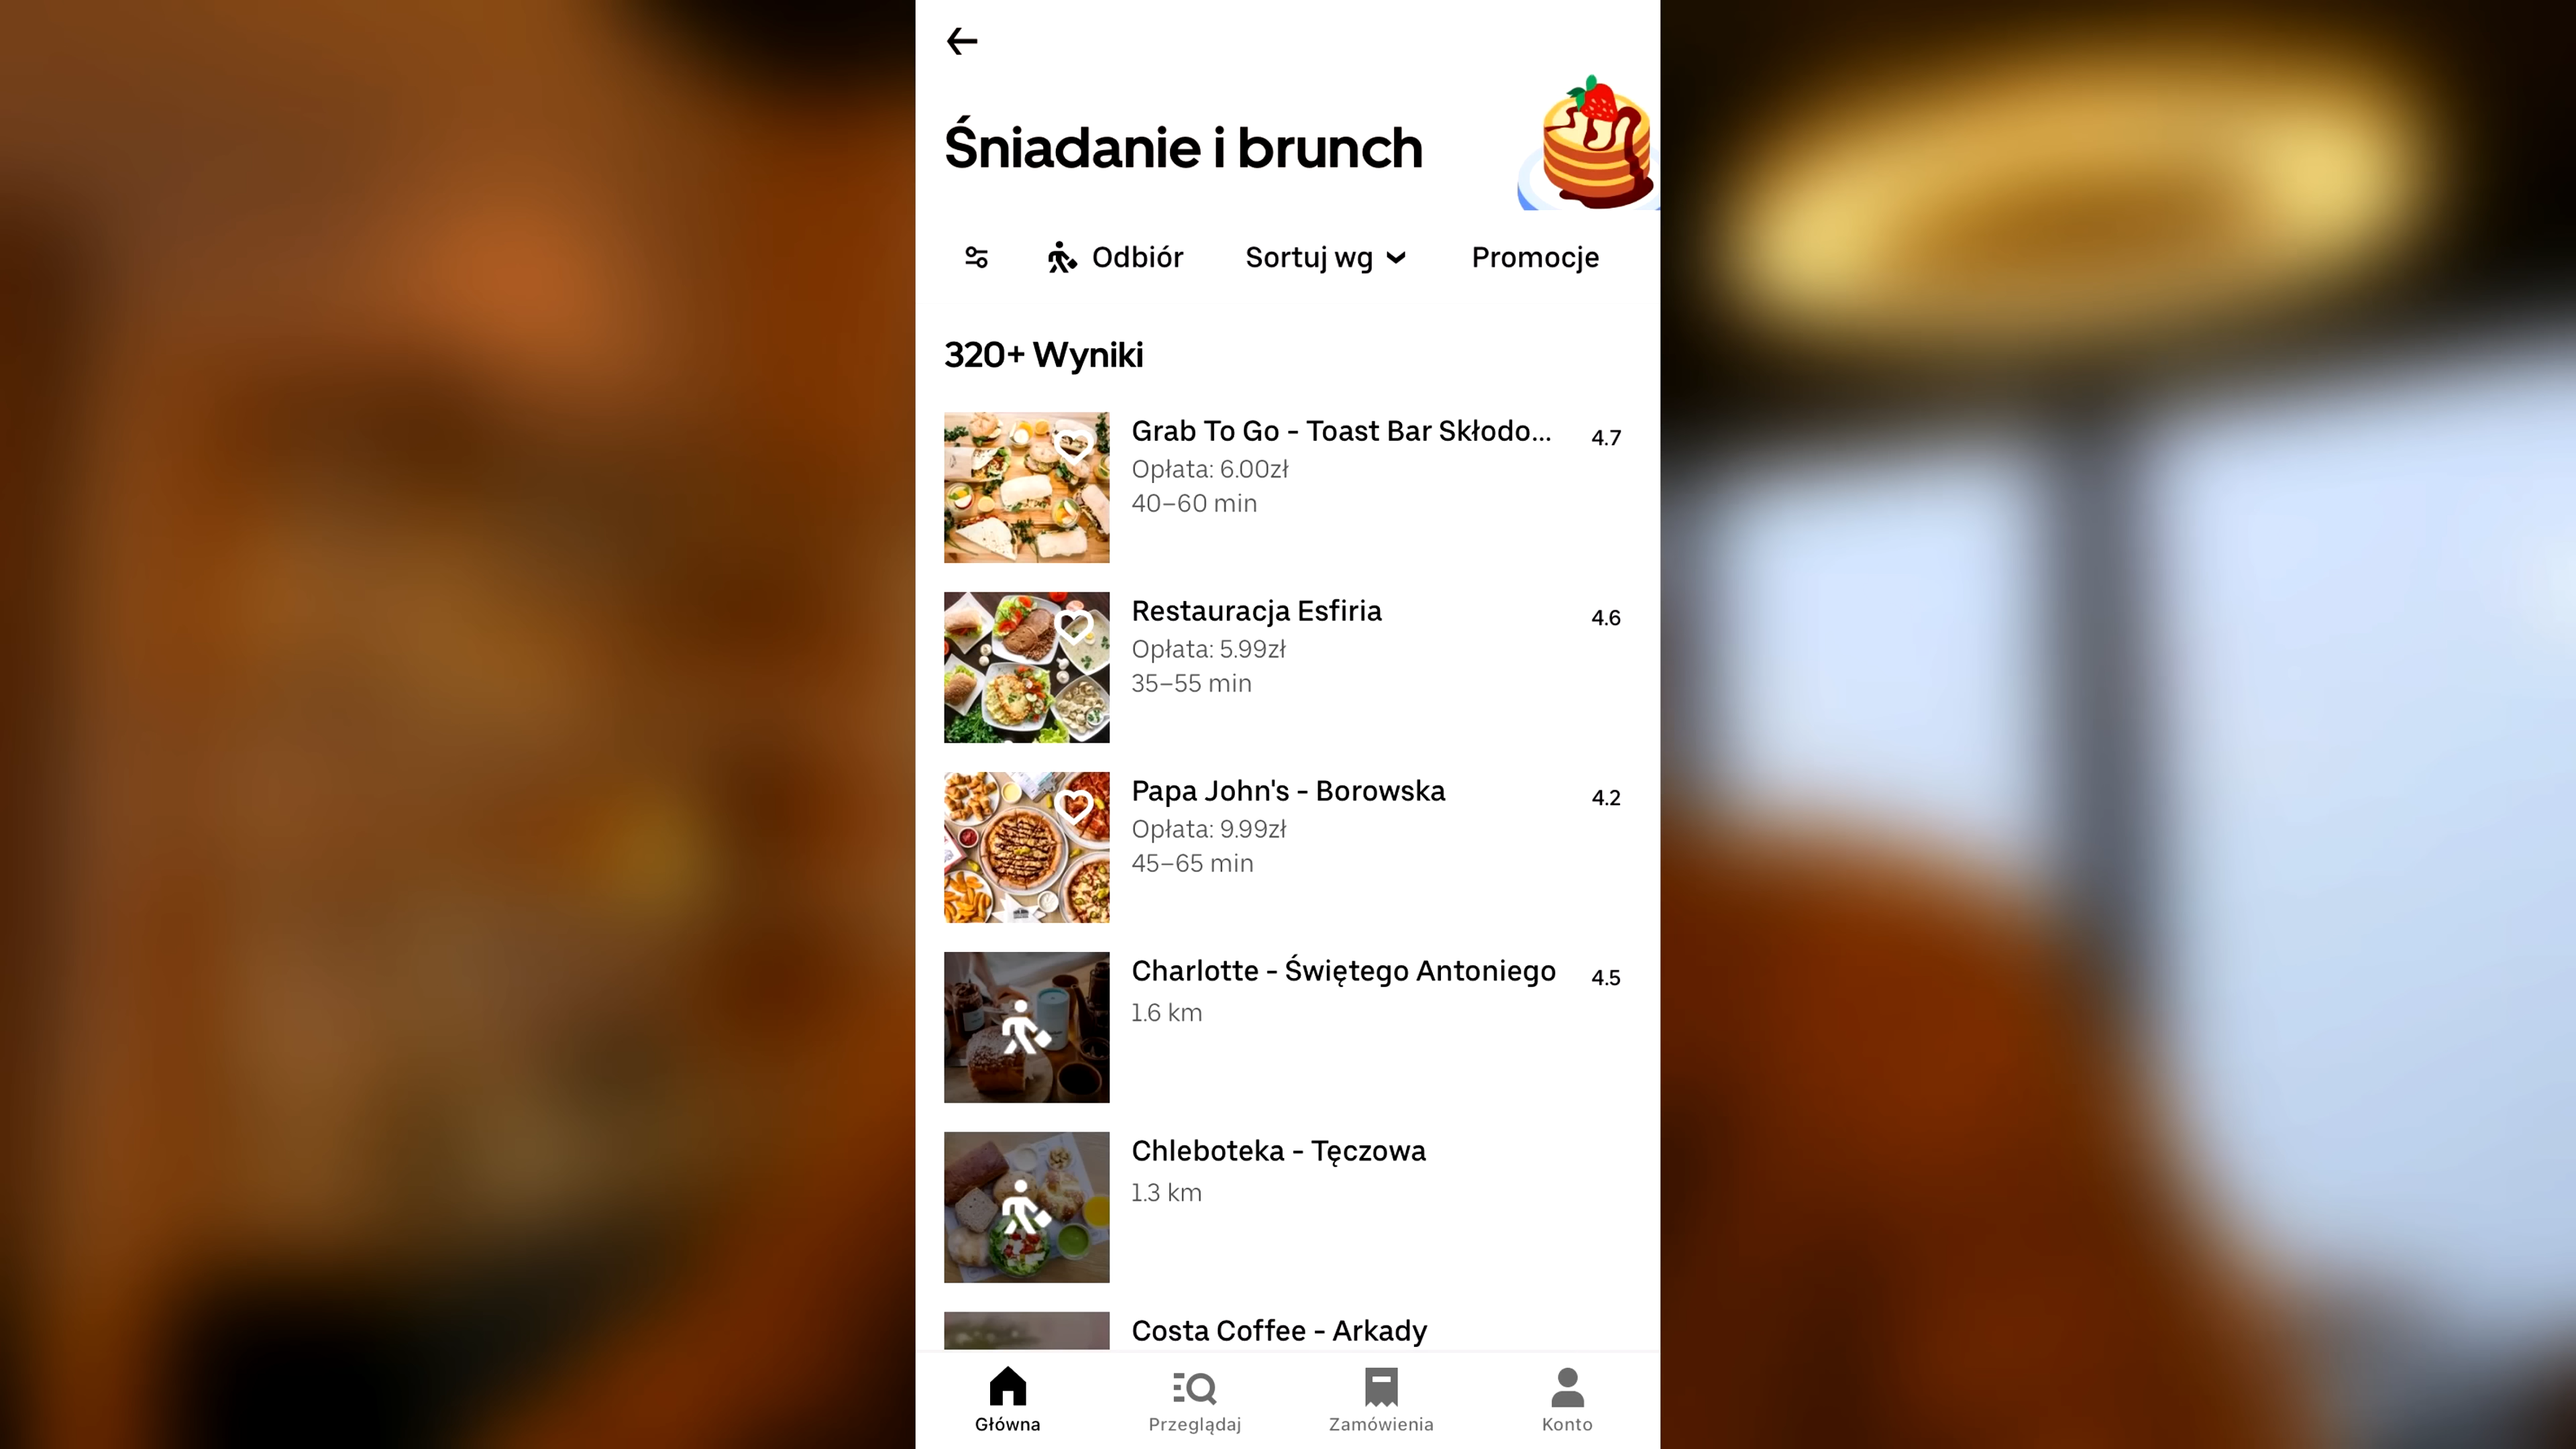 Śniadanie i brunch
Odbiór Sortuj wg Promocje
320+ Wyniki
Grab To Go - Toast Bar Skłodo... 4.7
Opłata: 6.00zł
40–60 min
Restauracja Esfiria 4.6
Opłata: 5.99zł
35–55 min
Papa John's - Borowska 4.2
Opłata: 9.99zł
45–65 min
Charlotte - Świętego Antoniego 4.5
1.6 km
Chleboteka - Tęczowa
1.3 km
Costa Coffee - Arkady
Główna Przeglądaj Zamówienia Konto